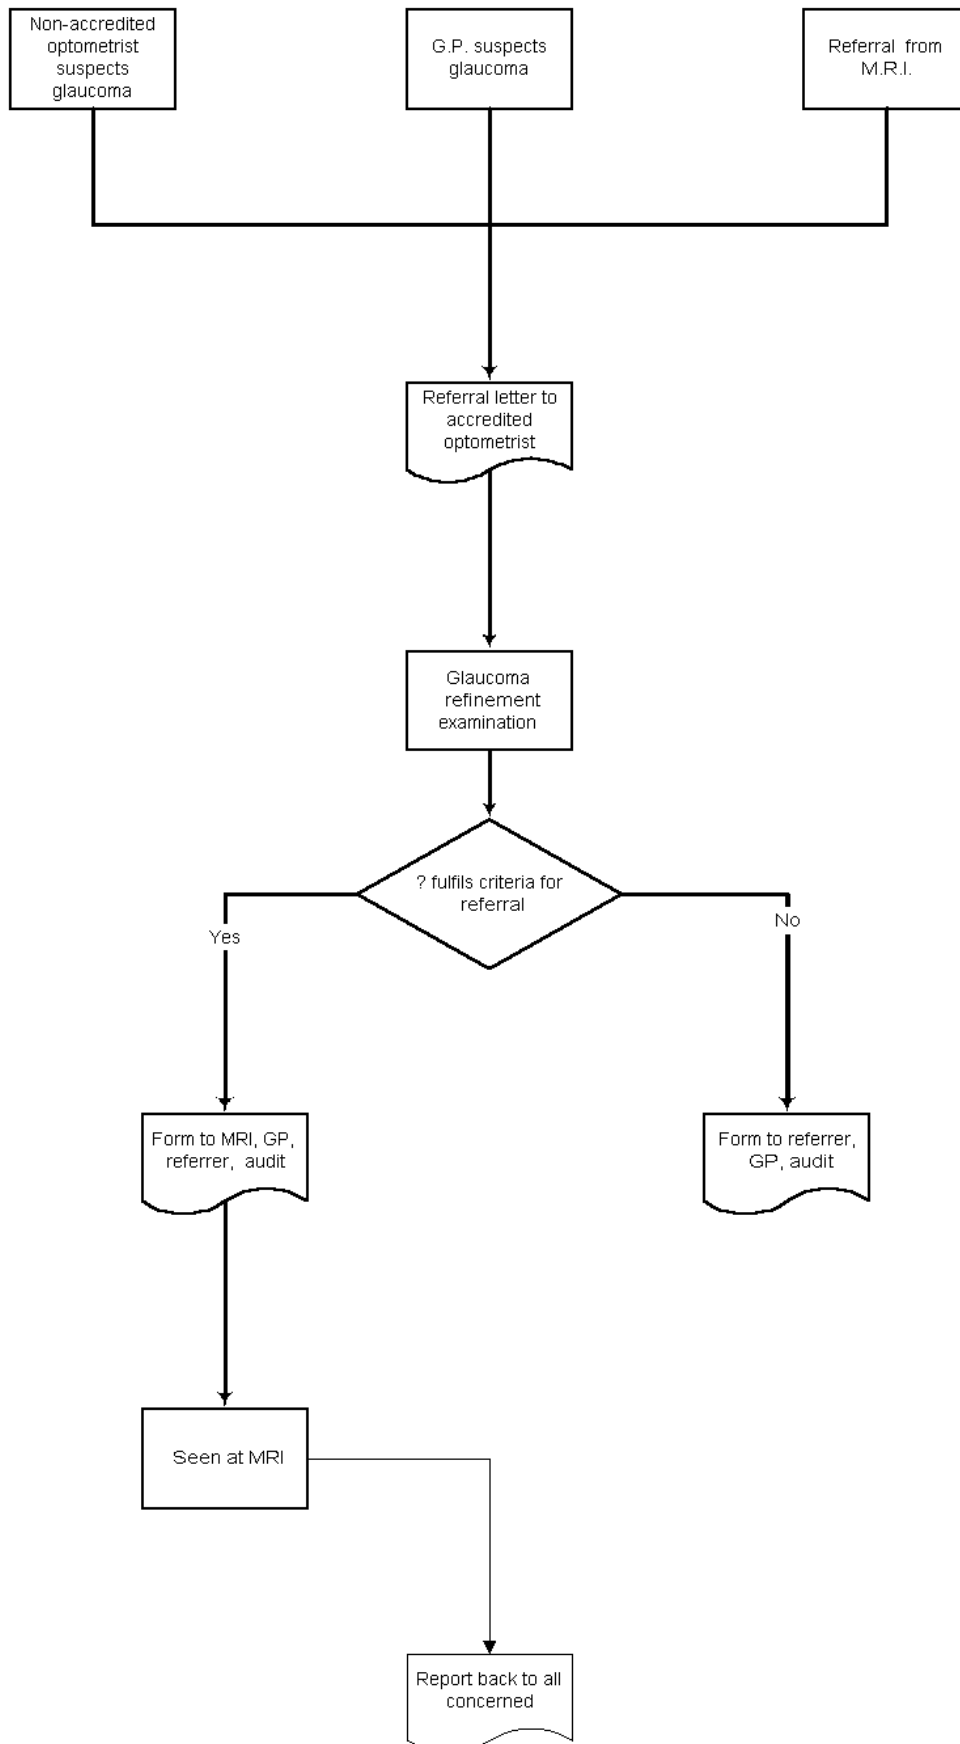 Non-accredited
optometrist
suspects
glaucoma
G.P. suspects
glaucoma
Referral from
M.R.I.
Referral letter to
accredited
optometrist
Glaucoma
refinement
examination
? fulfils criteria for
referral
Yes
No
Form to MRI, GP,
referrer, audit
Form to referrer,
GP, audit
Seen at MRI
Report back to all
concerned